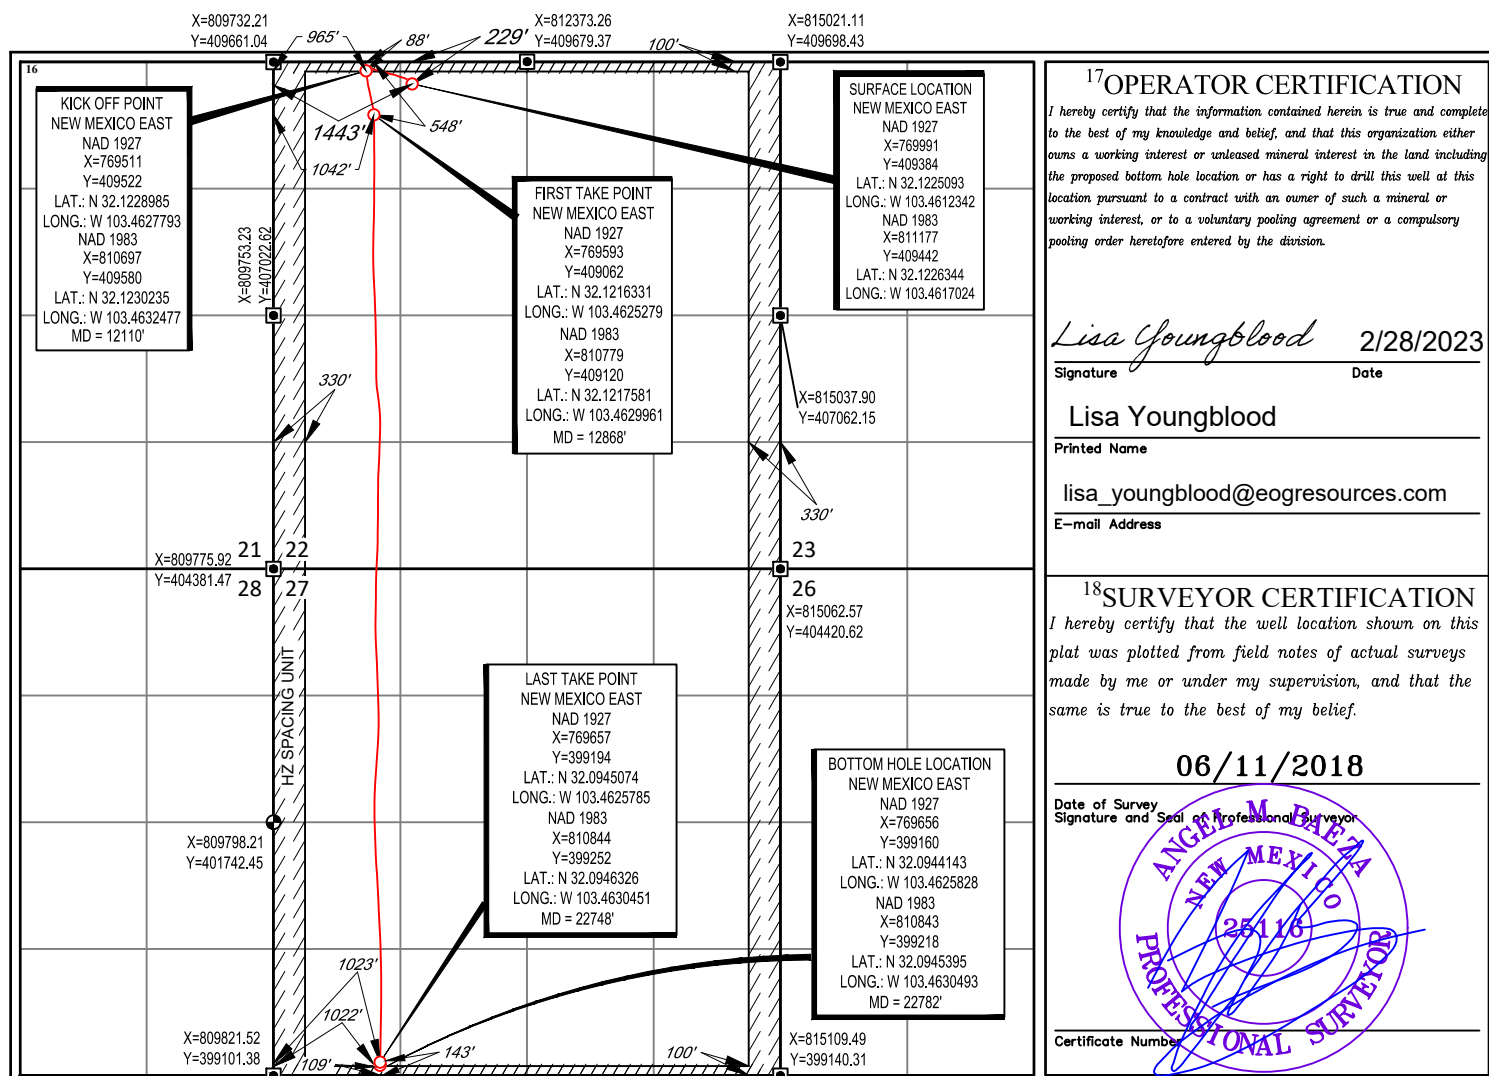 X=809732.21
Y=409661.04
965'
88'
229'
X=812373.26
Y=409679.37
100'
X=815021.11
Y=409698.43
16
KICK OFF POINT
NEW MEXICO EAST
NAD 1927
X=769511
Y=409522
LAT.: N 32.1228985
LONG.: W 103.4627793
NAD 1983
X=810697
Y=409580
LAT.: N 32.1230235
LONG.: W 103.4632477
MD = 12110'
1443'
548'
1042'
X=809753.23
Y=407022.62
FIRST TAKE POINT
NEW MEXICO EAST
NAD 1927
X=769593
Y=409062
LAT.: N 32.1216331
LONG.: W 103.4625279
NAD 1983
X=810779
Y=409120
LAT.: N 32.1217581
LONG.: W 103.4629961
MD = 12868'
SURFACE LOCATION
NEW MEXICO EAST
NAD 1927
X=769991
Y=409384
LAT.: N 32.1225093
LONG.: W 103.4612342
NAD 1983
X=811177
Y=409442
LAT.: N 32.1226344
LONG.: W 103.4617024
330'
X=815037.90
Y=407062.15
330'
X=809775.92
Y=404381.47
21 22
28 27
23
26
X=815062.57
Y=404420.62
HZ SPACING UNIT
LAST TAKE POINT
NEW MEXICO EAST
NAD 1927
X=769657
Y=399194
LAT.: N 32.0945074
LONG.: W 103.4625785
NAD 1983
X=810844
Y=399252
LAT.: N 32.0946326
LONG.: W 103.4630451
MD = 22748'
BOTTOM HOLE LOCATION
NEW MEXICO EAST
NAD 1927
X=769656
Y=399160
LAT.: N 32.0944143
LONG.: W 103.4625828
NAD 1983
X=810843
Y=399218
LAT.: N 32.0945395
LONG.: W 103.4630493
MD = 22782'
X=809798.21
Y=401742.45
1023'
1022'
X=809821.52
Y=399101.38
109'
143'
100'
X=815109.49
Y=399140.31
17 OPERATOR CERTIFICATION
I hereby certify that the information contained herein is true and complete
to the best of my knowledge and belief, and that this organization either
owns a working interest or unleased mineral interest in the land including
the proposed bottom hole location or has a right to drill this well at this
location pursuant to a contract with an owner of such a mineral or
working interest, or to a voluntary pooling agreement or a compulsory
pooling order heretofore entered by the division.
Lisa Youngblood 2/28/2023
Signature Date
Lisa Youngblood
Printed Name
lisa_youngblood@eogresources.com
E-mail Address
18 SURVEYOR CERTIFICATION
I hereby certify that the well location shown on this
plat was plotted from field notes of actual surveys
made by me or under my supervision, and that the
same is true to the best of my belief.
06/11/2018
Date of Survey
Signature and Seal of Professional Surveyor
ANGEL M. BAEZA
NEW MEXICO
25116
PROFESSIONAL SURVEYOR
Certificate Number